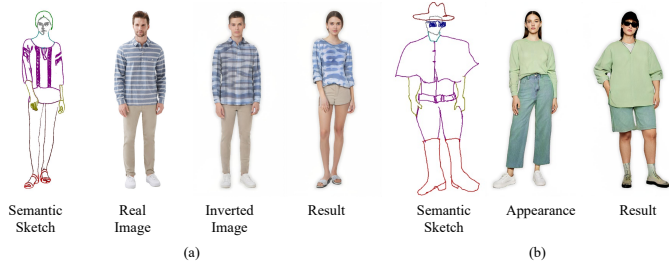 Semantic Sketch
Real Image
Inverted Image
Result
Semantic Sketch
Appearance
Result
(a)
(b)